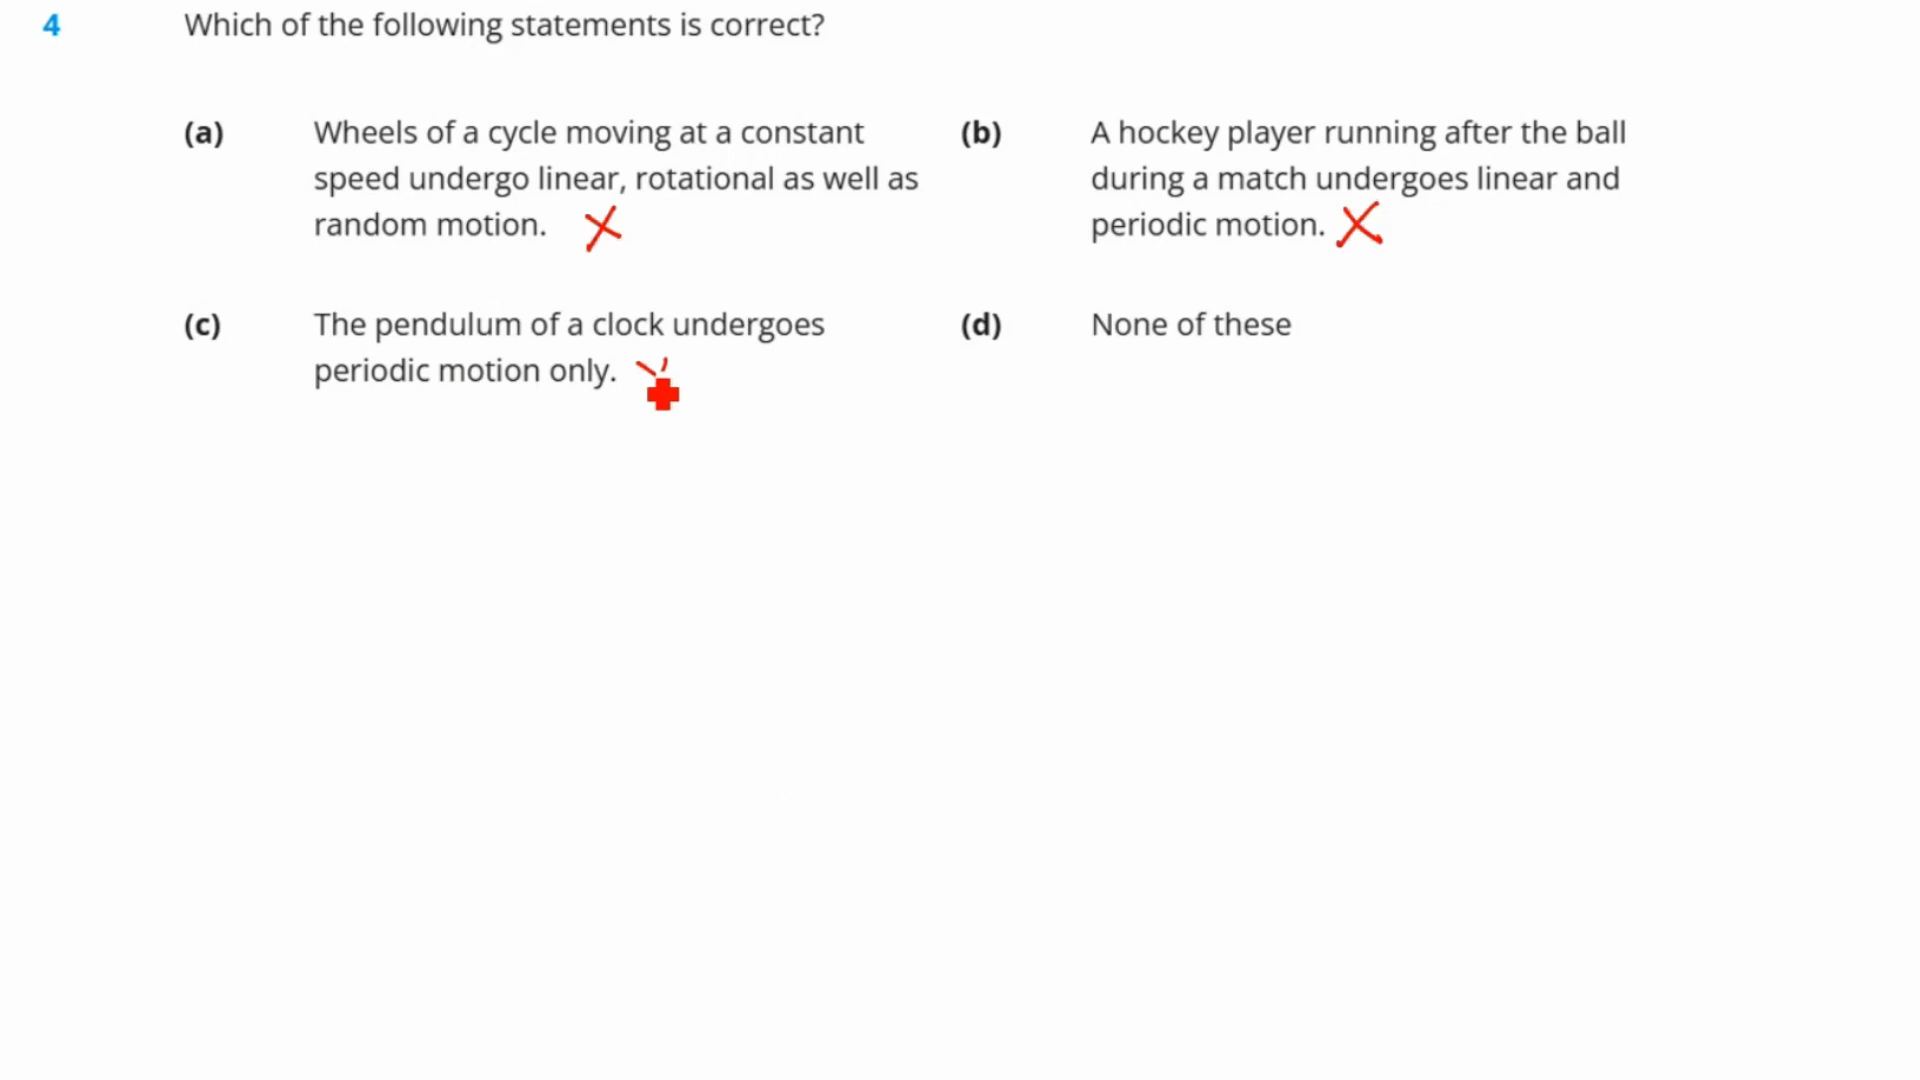 4 Which of the following statements is correct?
(a) Wheels of a cycle moving at a constant
speed undergo linear, rotational as well as
random motion.
(b) A hockey player running after the ball
during a match undergoes linear and
periodic motion.
(c) The pendulum of a clock undergoes
periodic motion only.
(d) None of these